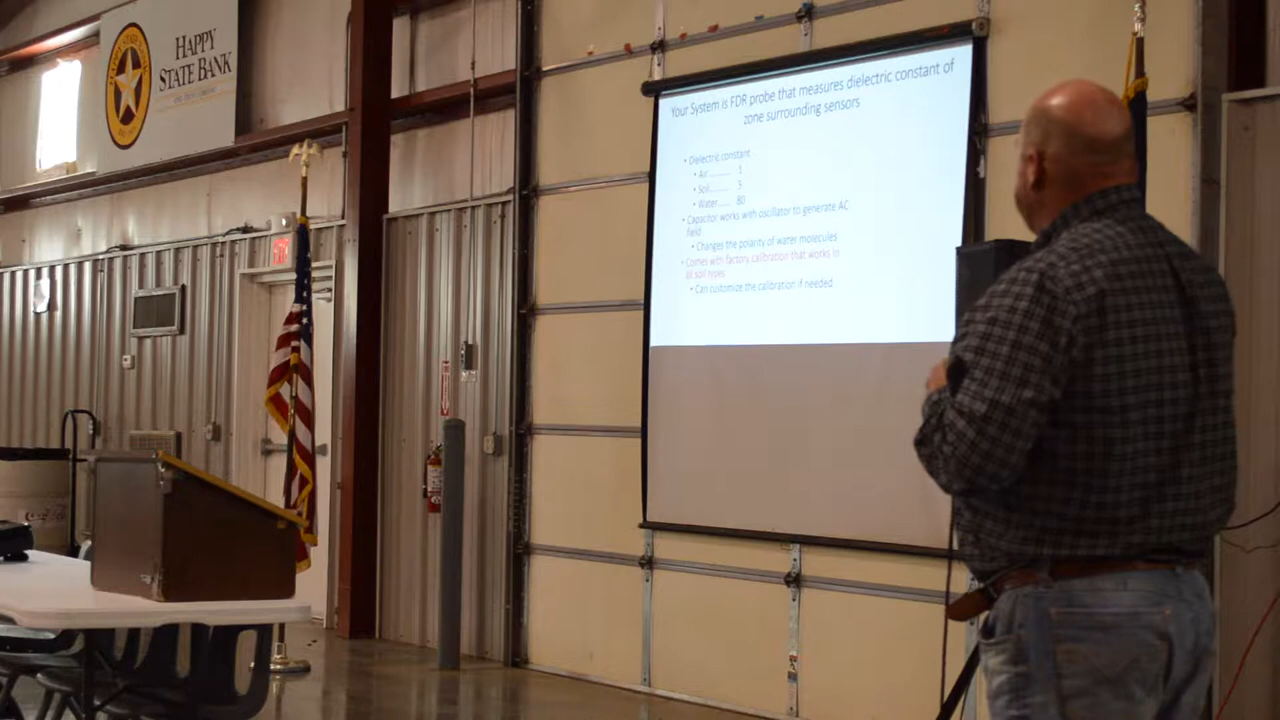 HAPPY
STATE BANK
Your System is FDR probe that measures dielectric constant of
zone surrounding sensors
• Dielectric constant
• Air......... 1
• Soil........ 3
• Water...... 80
• Capacitor works with oscillator to generate AC
field
• Changes the polarity of water molecules
• Comes with factory calibration that works in
all soil types
• Can customize the calibration if needed